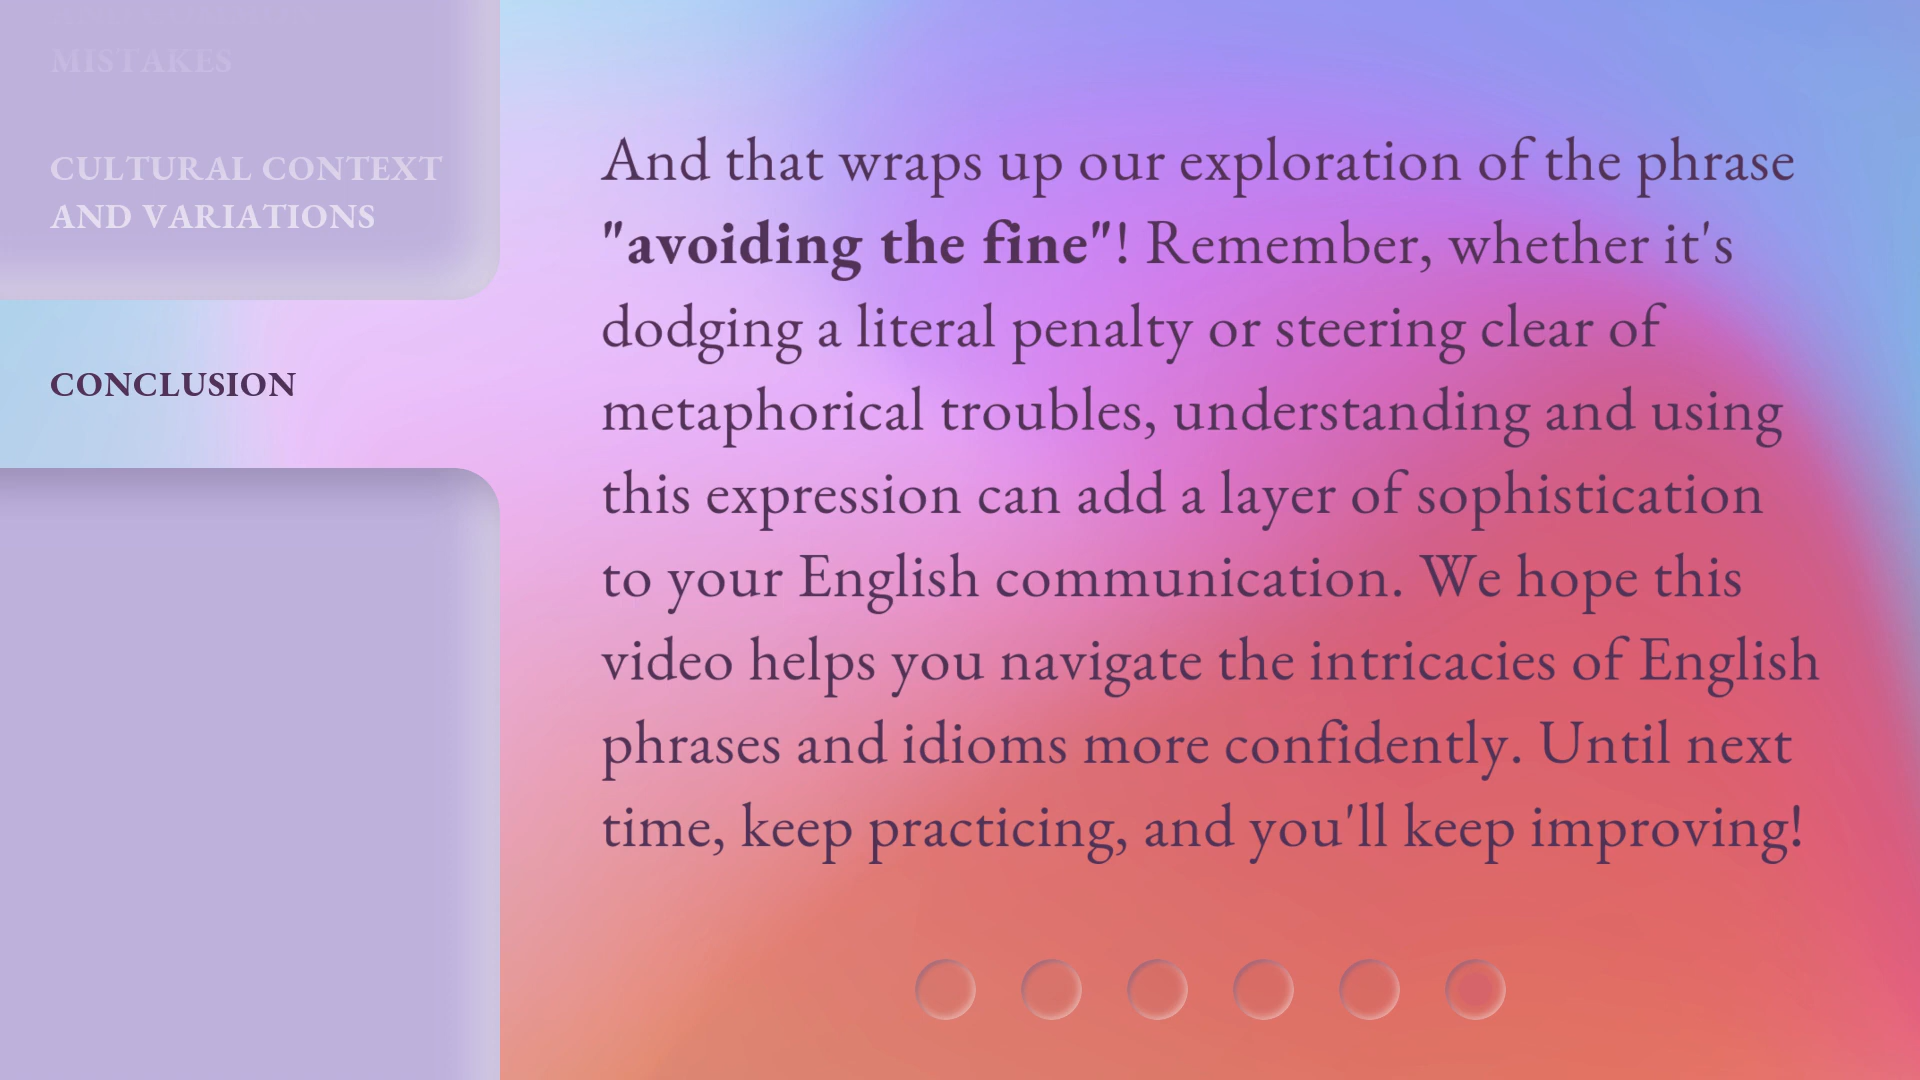 MISTAKES
CULTURAL CONTEXT
AND VARIATIONS
CONCLUSION
And that wraps up our exploration of the phrase
"avoiding the fine"! Remember, whether it's
dodging a literal penalty or steering clear of
metaphorical troubles, understanding and using
this expression can add a layer of sophistication
to your English communication. We hope this
video helps you navigate the intricacies of English
phrases and idioms more confidently. Until next
time, keep practicing, and you'll keep improving!